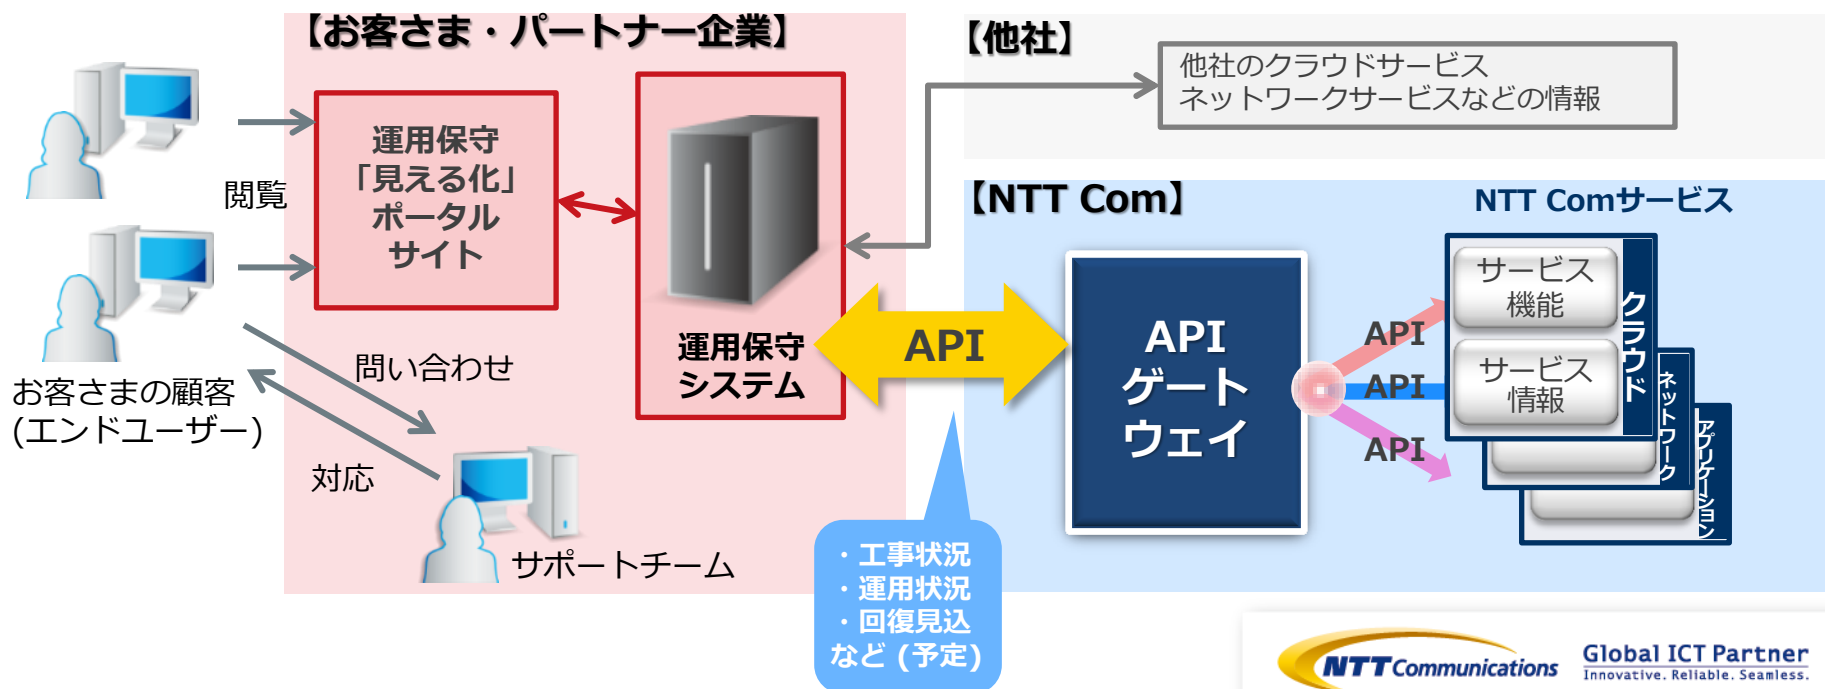 【お客さま・パートナー企業】
運用保守
「見える化」
ポータル
サイト
運用保守
システム
閲覧
お客さまの顧客
(エンドユーザー)
問い合わせ
対応
サポートチーム
【他社】
他社のクラウドサービス
ネットワークサービスなどの情報
API
・工事状況
・運用状況
・回復見込
など (予定)
【NTT Com】
API
ゲート
ウェイ
API
API
API
NTT Comサービス
サービス
機能
サービス
情報
クラウド
ネットワーク
アプリケーション
NTT Communications
Global ICT Partner
Innovative. Reliable. Seamless.